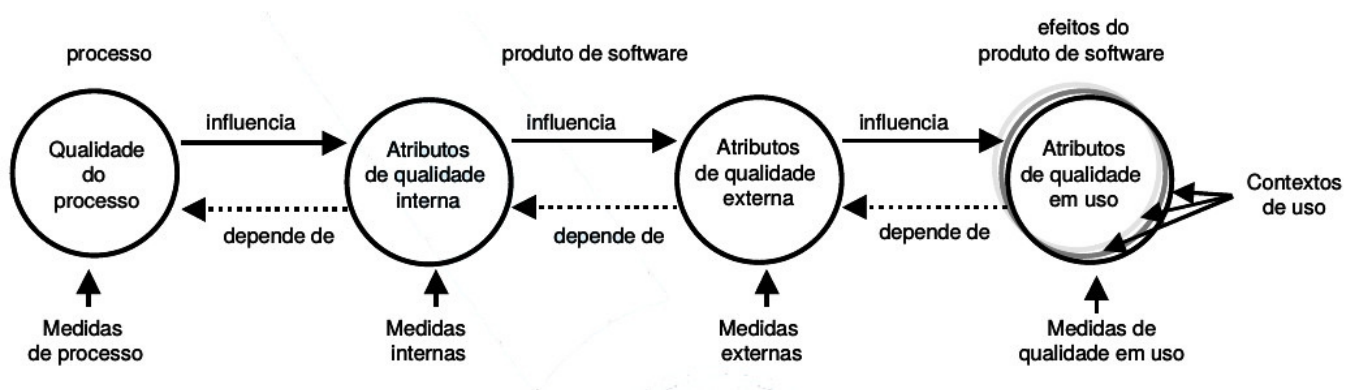 processo
produto de software
efeitos do
produto de software
Qualidade
do
processo
influencia
depende de
Atributos
de qualidade
interna
influencia
depende de
Atributos
de qualidade
externa
influencia
depende de
Atributos
de qualidade
em uso
Contextos
de uso
Medidas
de processo
Medidas
internas
Medidas
externas
Medidas de
qualidade em uso